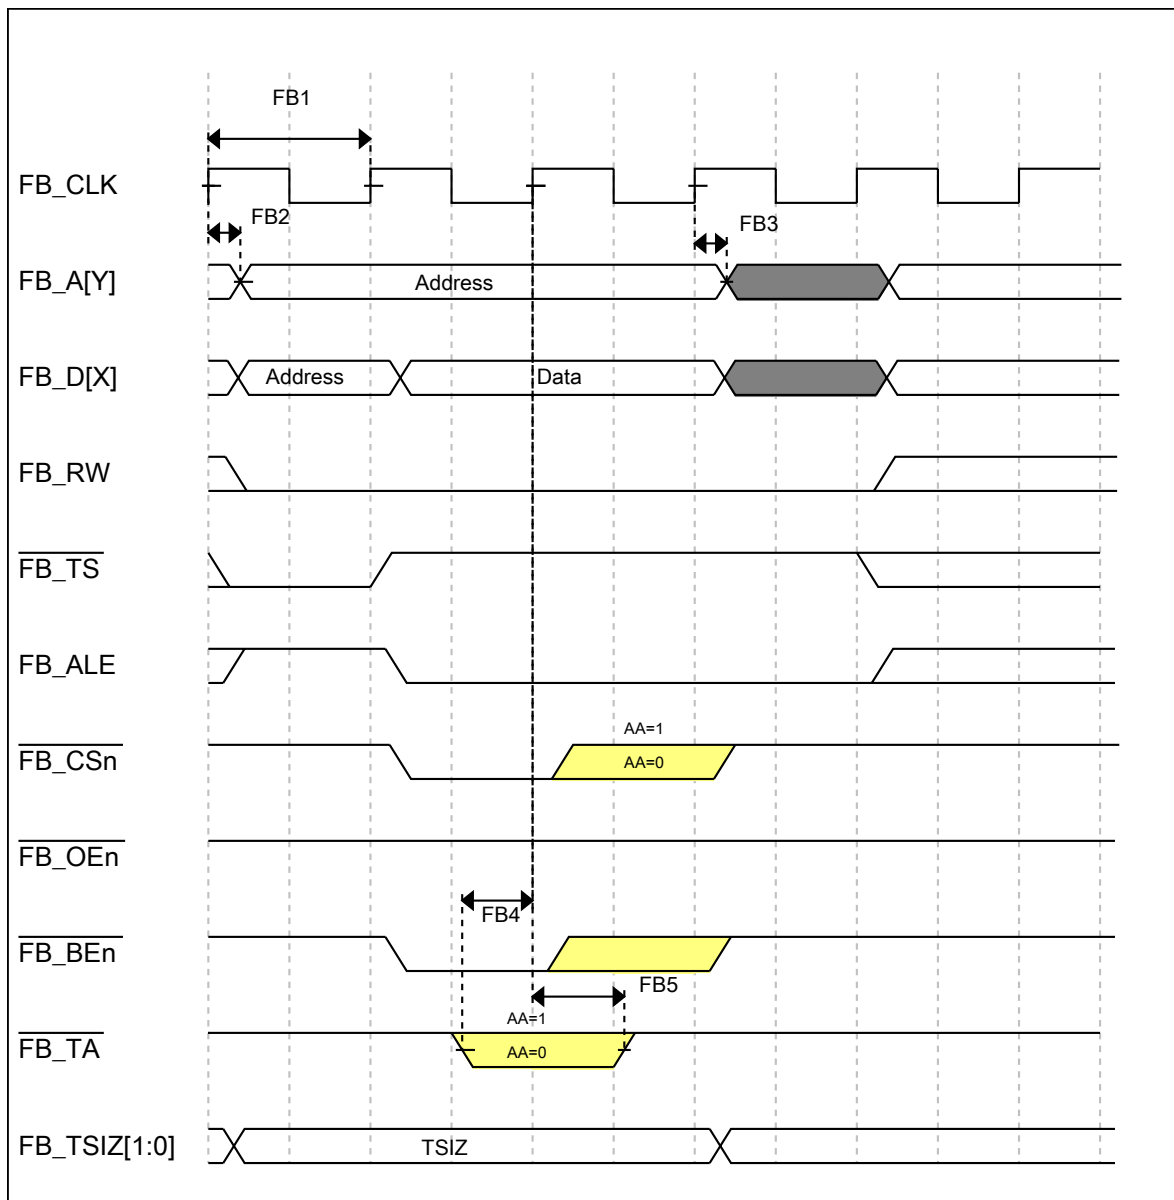 FB1
FB_CLK
FB2
FB3
FB_A[Y]
Address
FB_D[X]
Address
Data
FB_RW
FB_TS
FB_ALE
AA=1
FB_CSn
AA=0
FB_OEn
FB4
FB_BEn
FB5
AA=1
FB_TA
AA=0
FB_TSIZ[1:0]
TSIZ